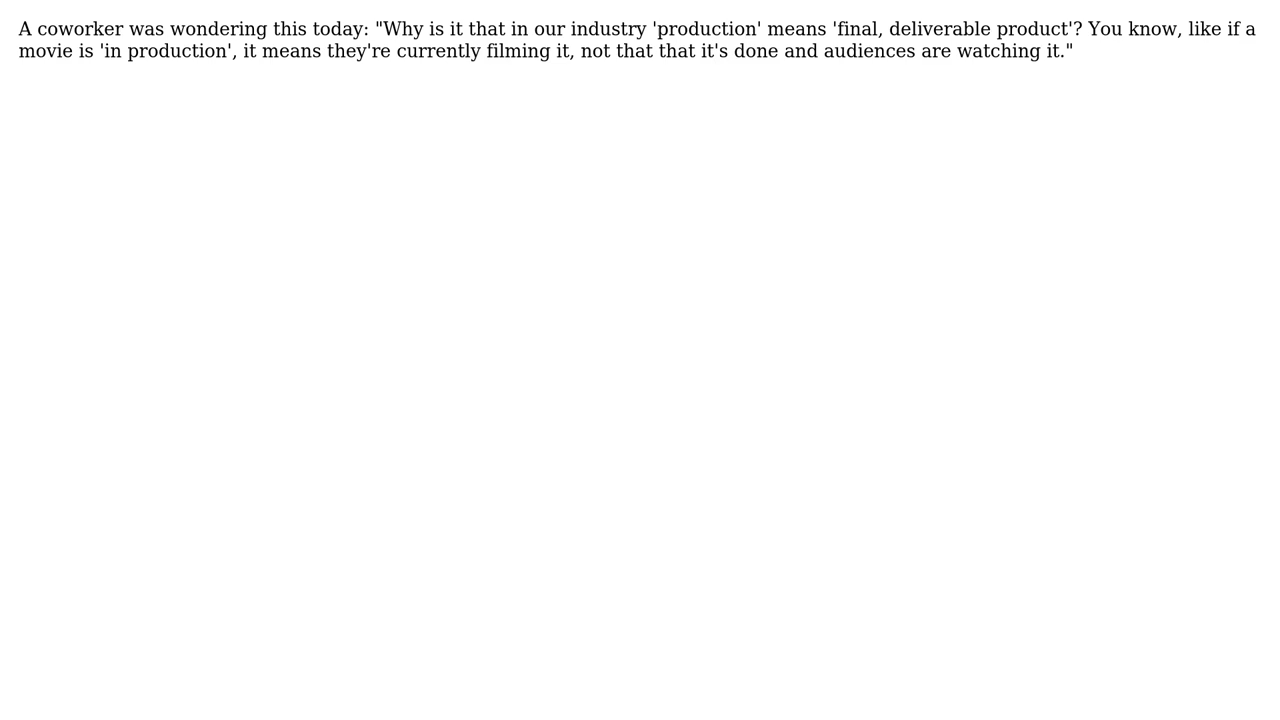 A coworker was wondering this today: "Why is it that in our industry 'production' means 'final, deliverable product'? You know, like if a
movie is 'in production', it means they're currently filming it, not that that it's done and audiences are watching it."